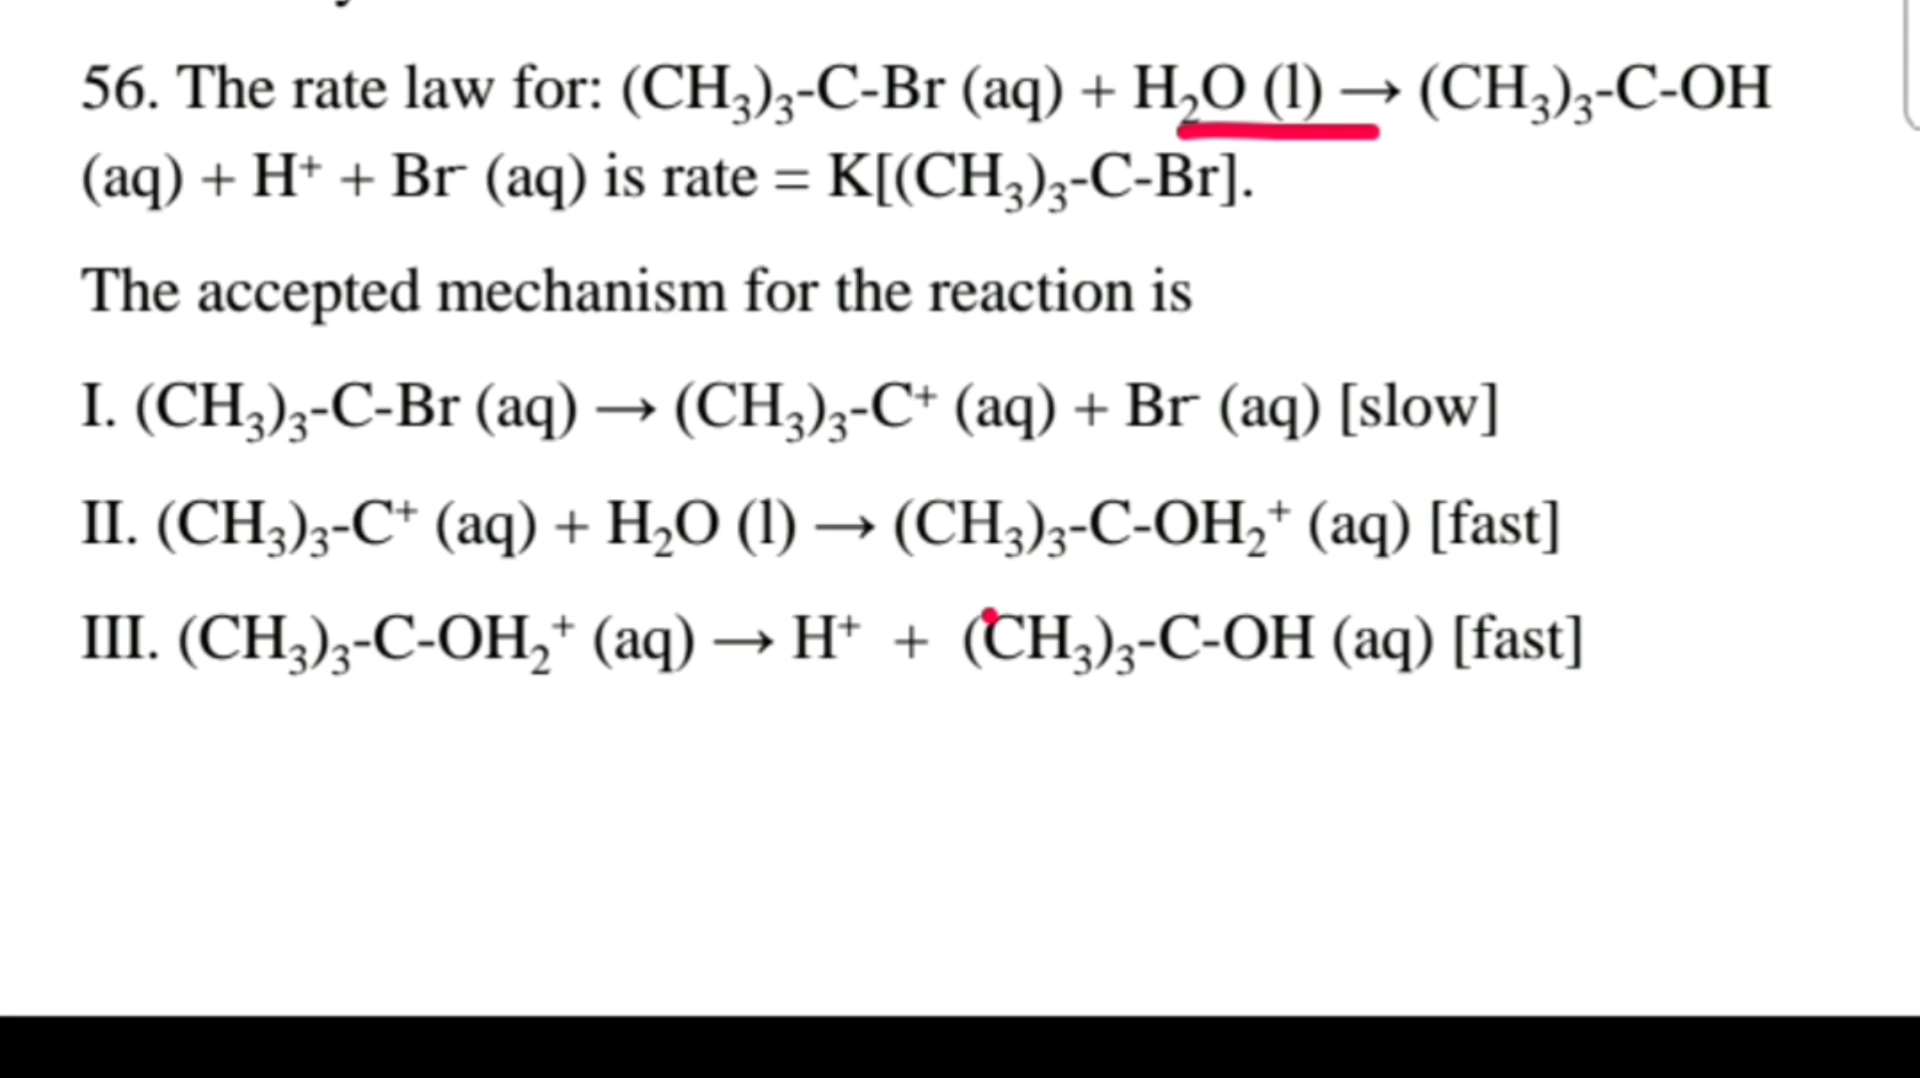 56. The rate law for: (CH₃)₃-C-Br (aq) + H₂O (l) → (CH₃)₃-C-OH
(aq) + H⁺ + Br⁻ (aq) is rate = K[(CH₃)₃-C-Br].
The accepted mechanism for the reaction is
I. (CH₃)₃-C-Br (aq) → (CH₃)₃-C⁺ (aq) + Br⁻ (aq) [slow]
II. (CH₃)₃-C⁺ (aq) + H₂O (l) → (CH₃)₃-C-OH₂⁺ (aq) [fast]
III. (CH₃)₃-C-OH₂⁺ (aq) → H⁺ + (CH₃)₃-C-OH (aq) [fast]